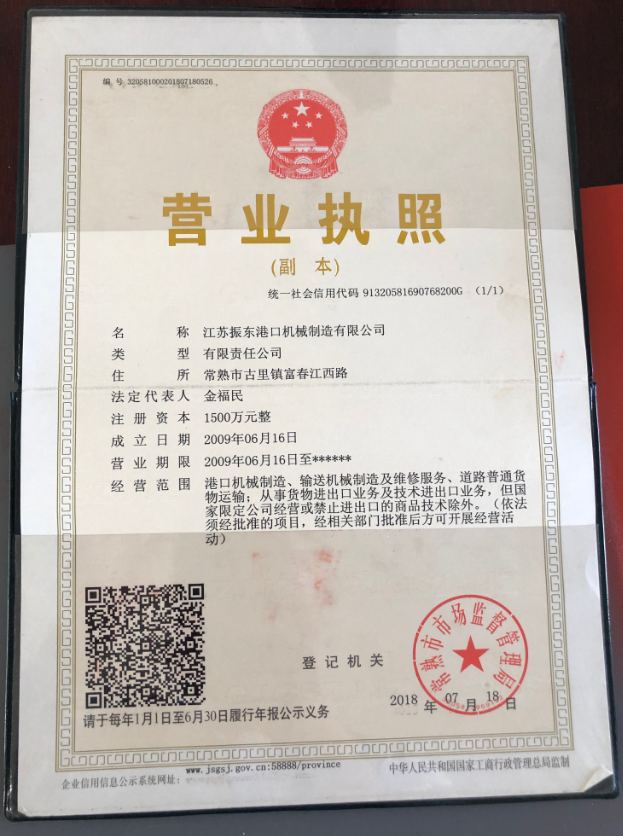 编 号 320581000201807180526
营业执照
(副 本)
统一社会信用代码 91320581690768200G (1/1)
名 称 江苏振东港口机械制造有限公司
类 型 有限责任公司
住 所 常熟市古里镇富春江西路
法定代表人 金福民
注册资本 1500万元整
成立日期 2009年06月16日
营业期限 2009年06月16日至******
经营范围 港口机械制造、输送机械制造及维修服务、道路普通货
物运输；从事货物进出口业务及技术进出口业务，但国
家限定公司经营或禁止进出口的商品技术除外。（依法
须经批准的项目，经相关部门批准后方可开展经营活
动）
登记机关
常熟市市场监督管理局
2018 年 07 月 18 日
请于每年1月1日至6月30日履行年报公示义务
企业信用信息公示系统网址： www.jsgsj.gov.cn:58888/province
中华人民共和国国家工商行政管理总局监制